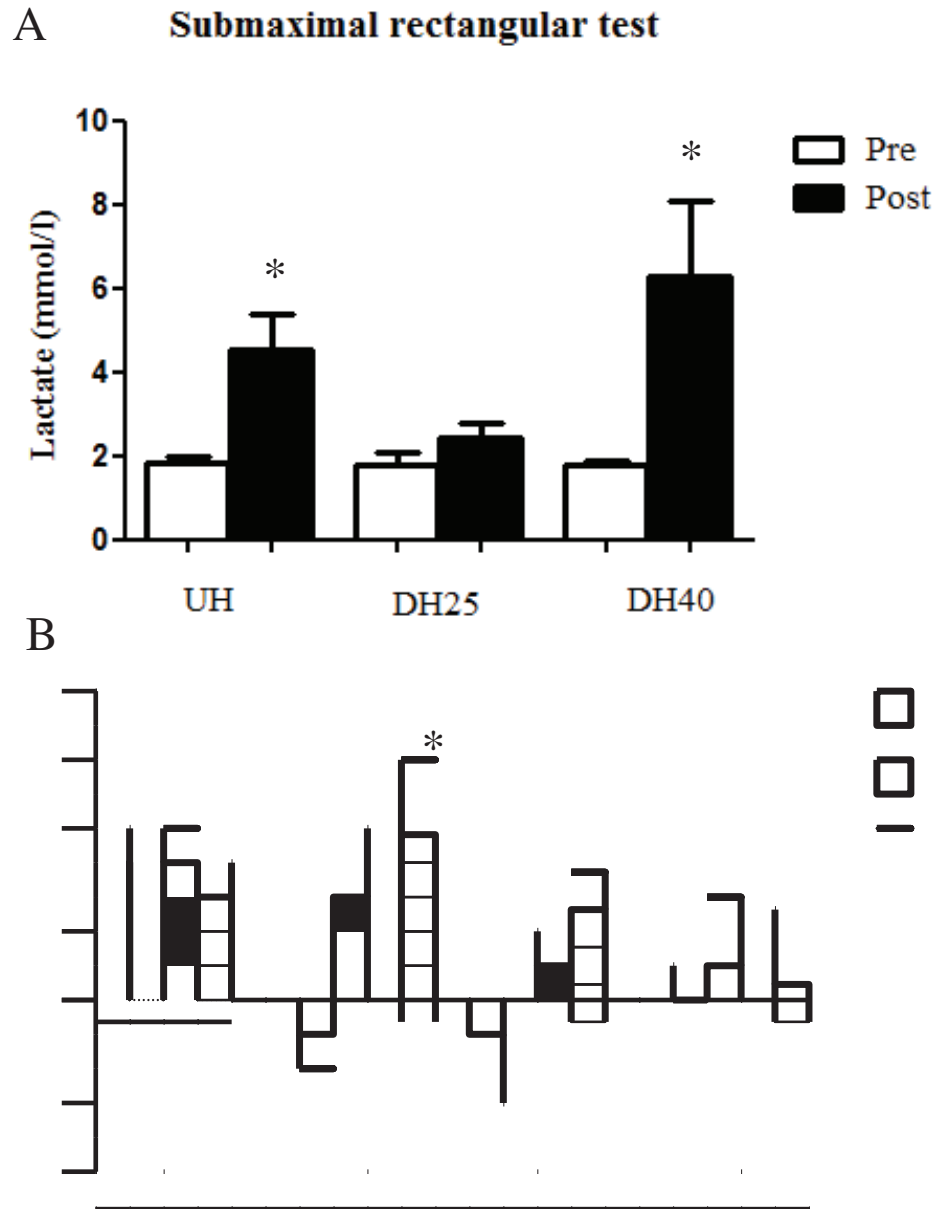 A
Submaximal rectangular test
10
8
6
4
2
0
Lactate (mmol/l)
Pre
Post
*
*
UH
DH25
DH40
B
*